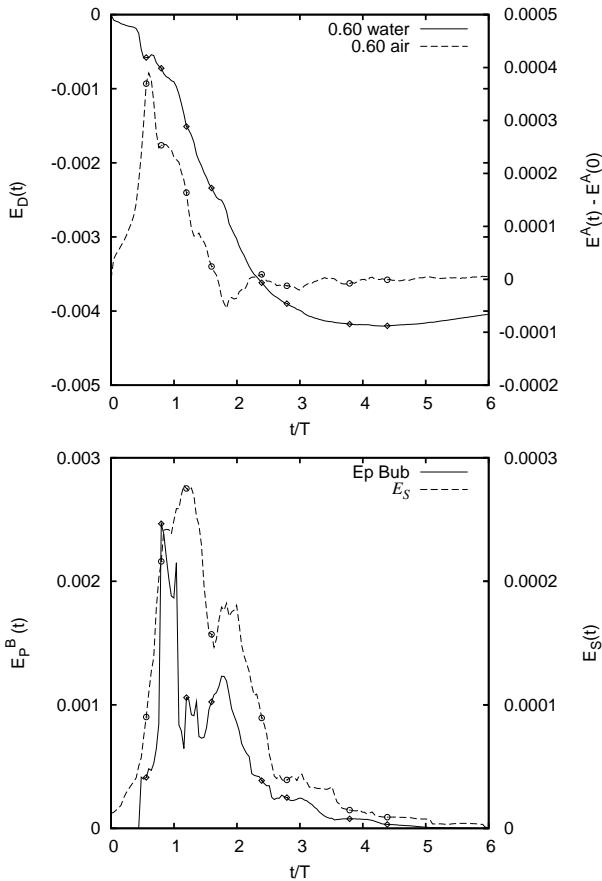 0 0.0005
0.60 water
0.60 air
-0.001 0.0004
0.0003
-0.002 0.0002
E_D(t) E^A(t) - E^A(0)
-0.003 0.0001
0
-0.004 -0.0001
-0.005 -0.0002
0 1 2 3 4 5 6
t/T
0.003 0.0003
Ep Bub
E_S
0.002 0.0002
E_P^B(t) E_S(t)
0.001 0.0001
0 0
0 1 2 3 4 5 6
t/T